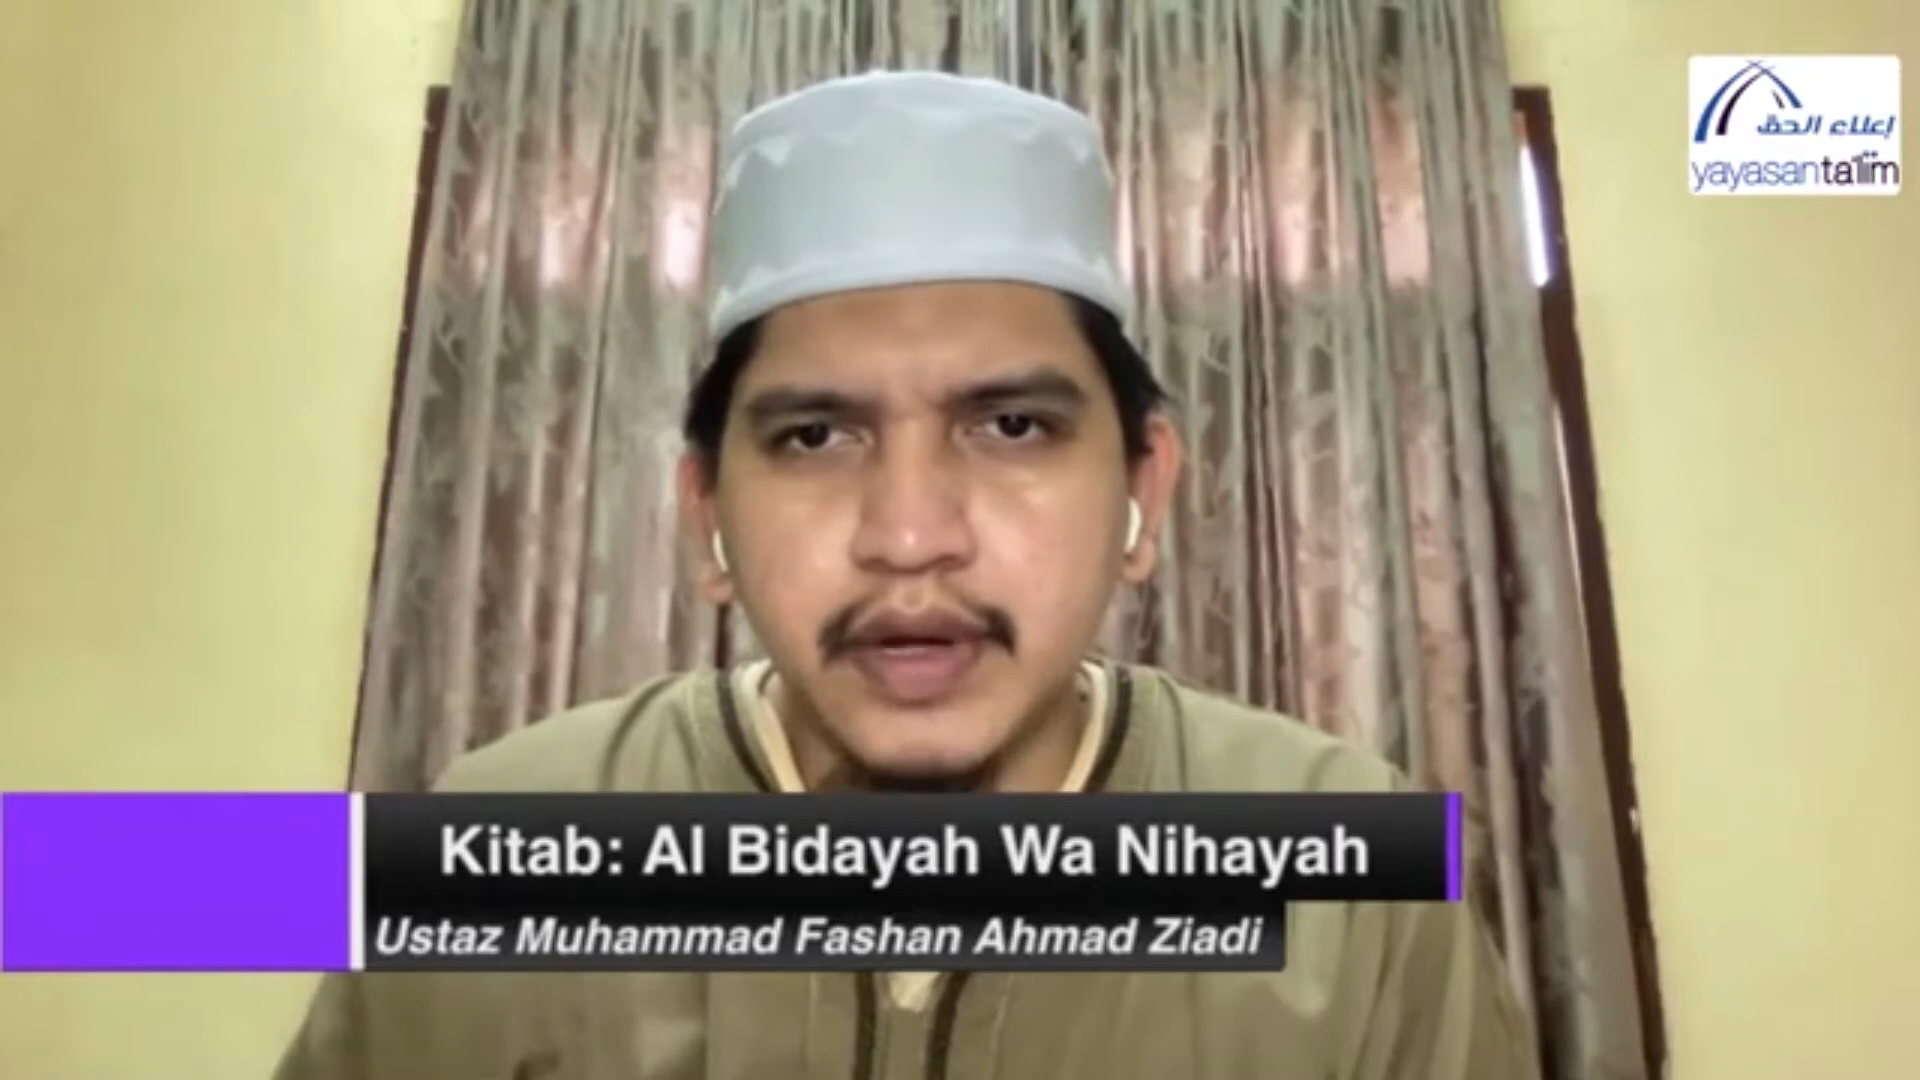 إعلاء الحق
yayasanta'lim
Kitab: Al Bidayah Wa Nihayah
Ustaz Muhammad Fashan Ahmad Ziadi